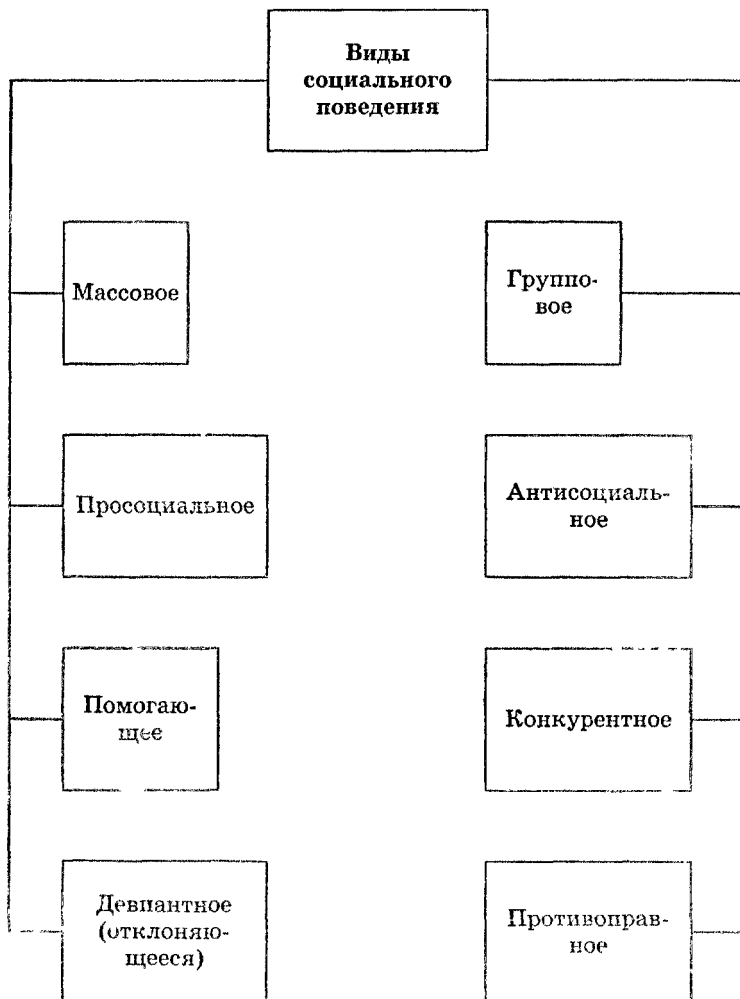 Виды
социального
поведения
Массовое
Группо-
вое
Просоциальное
Антисоциаль-
ное
Помогаю-
щее
Конкурентное
Девиантное
(отклоняю-
щееся)
Противоправ-
ное